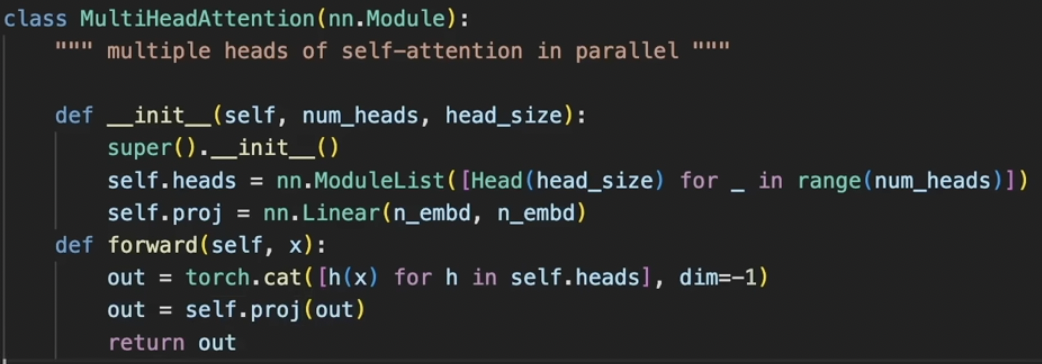 class MultiHeadAttention(nn.Module):
    """ multiple heads of self-attention in parallel """

    def __init__(self, num_heads, head_size):
        super().__init__()
        self.heads = nn.ModuleList([Head(head_size) for _ in range(num_heads)])
        self.proj = nn.Linear(n_embd, n_embd)
    def forward(self, x):
        out = torch.cat([h(x) for h in self.heads], dim=-1)
        out = self.proj(out)
        return out